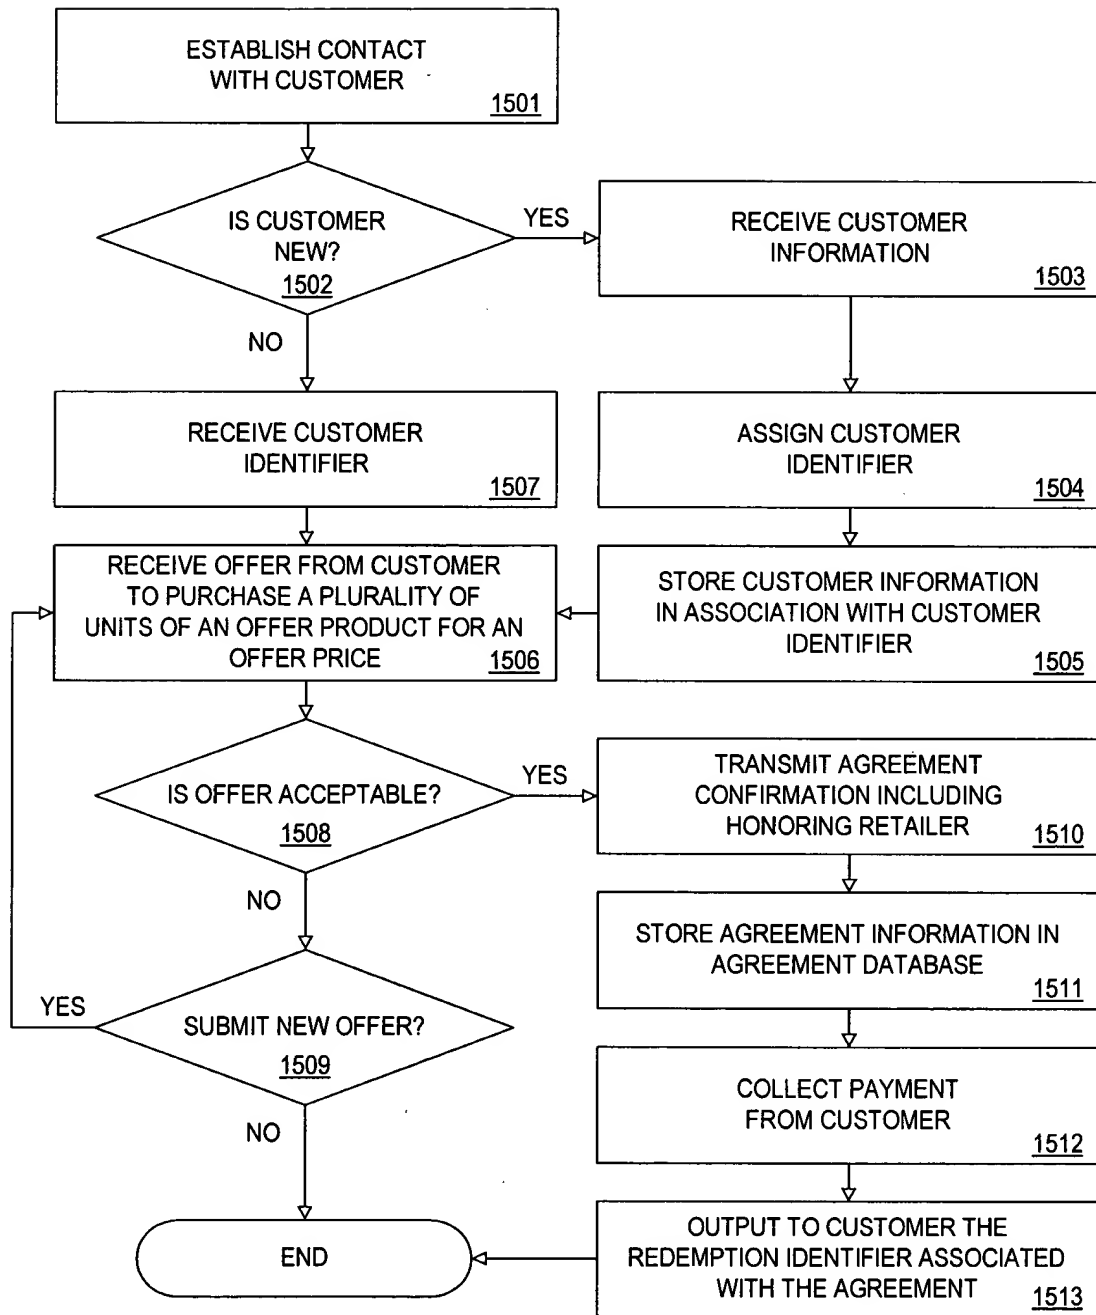 ESTABLISH CONTACT
WITH CUSTOMER
1501
IS CUSTOMER
NEW?
1502
YES
NO
RECEIVE CUSTOMER
INFORMATION
1503
RECEIVE CUSTOMER
IDENTIFIER
1507
ASSIGN CUSTOMER
IDENTIFIER
1504
RECEIVE OFFER FROM CUSTOMER
TO PURCHASE A PLURALITY OF
UNITS OF AN OFFER PRODUCT FOR AN
OFFER PRICE
1506
STORE CUSTOMER INFORMATION
IN ASSOCIATION WITH CUSTOMER
IDENTIFIER
1505
IS OFFER ACCEPTABLE?
1508
YES
NO
TRANSMIT AGREEMENT
CONFIRMATION INCLUDING
HONORING RETAILER
1510
STORE AGREEMENT INFORMATION IN
AGREEMENT DATABASE
1511
YES
SUBMIT NEW OFFER?
1509
NO
COLLECT PAYMENT
FROM CUSTOMER
1512
END
OUTPUT TO CUSTOMER THE
REDEMPTION IDENTIFIER ASSOCIATED
WITH THE AGREEMENT
1513